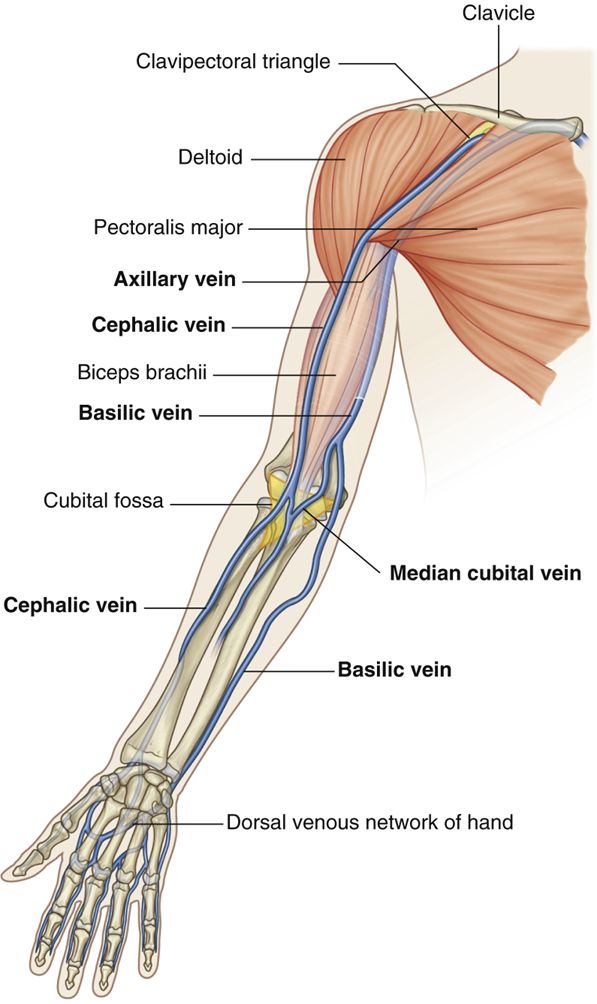 Clavicle
Clavipectoral triangle
Deltoid
Pectoralis major
Axillary vein
Cephalic vein
Biceps brachii
Basilic vein
Cubital fossa
Median cubital vein
Cephalic vein
Basilic vein
Dorsal venous network of hand